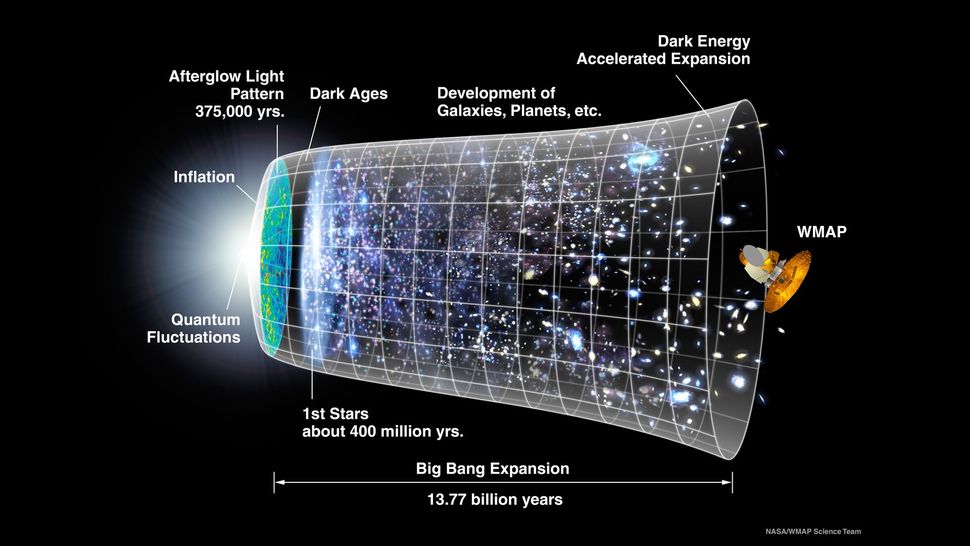 Dark Energy
Accelerated Expansion
Afterglow Light
Pattern
375,000 yrs.
Dark Ages
Development of
Galaxies, Planets, etc.
Inflation
WMAP
Quantum
Fluctuations
1st Stars
about 400 million yrs.
Big Bang Expansion
13.77 billion years
NASA/WMAP Science Team